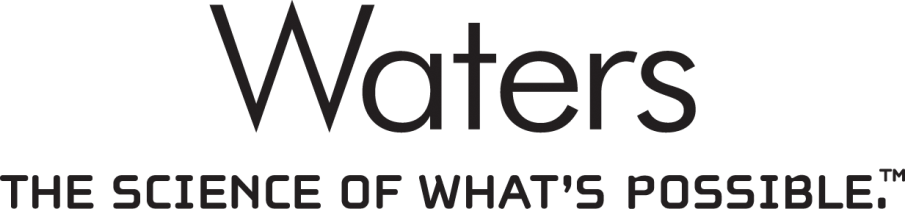 Waters
THE SCIENCE OF WHAT'S POSSIBLE.™